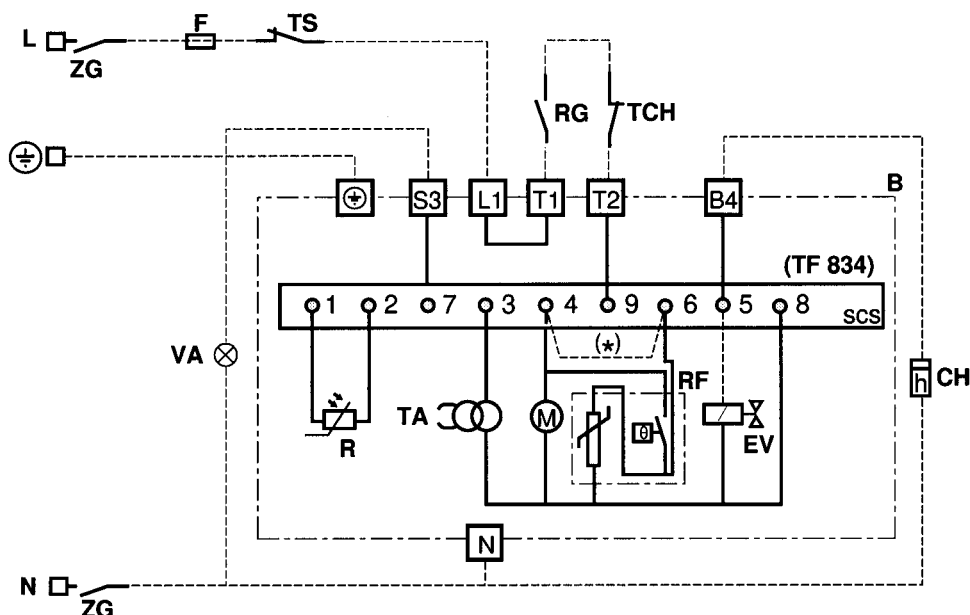 L
ZG
F
TS
RG
TCH
B
S3
L1
T1
T2
B4
(TF 834)
1
2
7
3
4
9
6
5
8
SCS
(*)
VA
RF
CH
h
R
TA
M
θ
EV
N
N
ZG